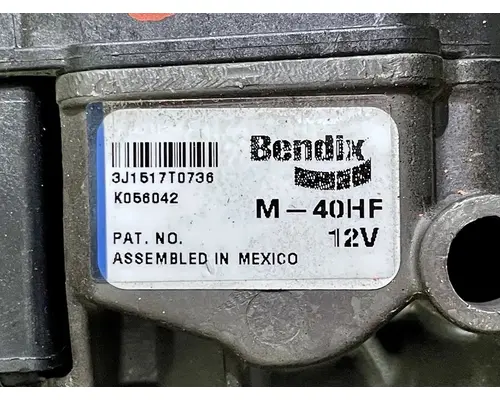 Bendix
3J1517T0736
K056042
M-40HF
PAT. NO.
12V
ASSEMBLED IN MEXICO